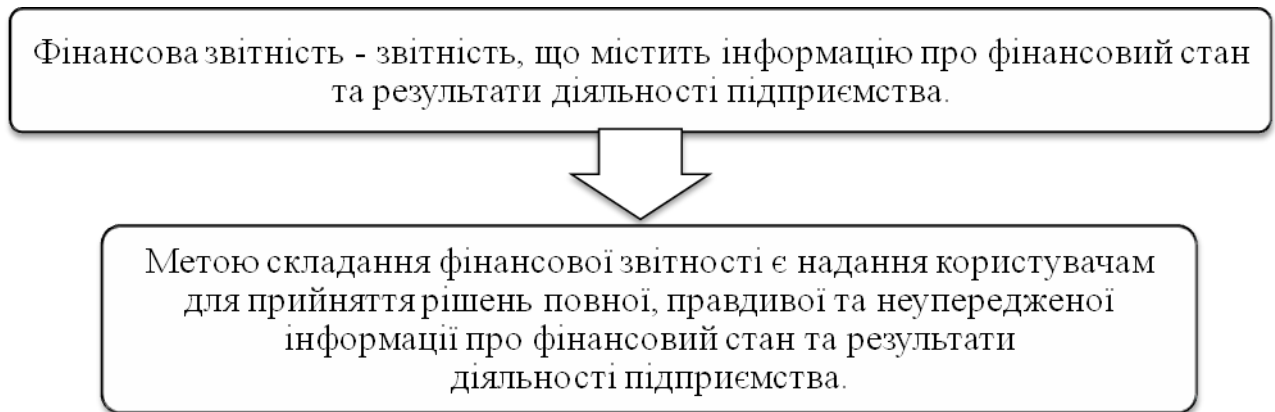 Фінансова звітність - звітність, що містить інформацію про фінансовий стан
та результати діяльності підприємства.
Метою складання фінансової звітності є надання користувачам
для прийняття рішень повної, правдивої та неупередженої
інформації про фінансовий стан та результати
діяльності підприємства.